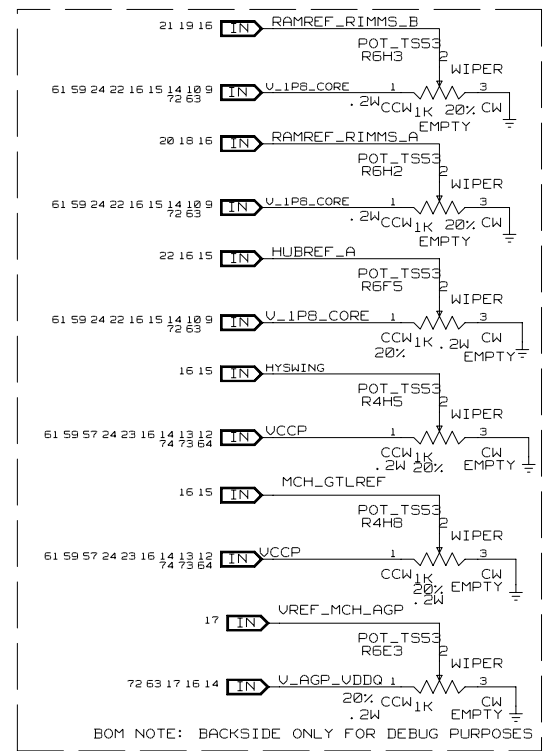 21 19 16 IN RAMREF_RIMMS_B
POT_TS53
R6H3 2
WIPER
61 59 24 22 16 15 14 10 9 IN V_1P8_CORE 1 3
72 63
.2W CCW 1K 20% CW
EMPTY
20 18 16 IN RAMREF_RIMMS_A
POT_TS53
R6H2 2
WIPER
61 59 24 22 16 15 14 10 9 IN V_1P8_CORE 1 3
72 63
.2W CCW 1K 20% CW
EMPTY
22 16 15 IN HUBREF_A
POT_TS53
R6F5 2
WIPER
61 59 24 22 16 15 14 10 9 IN V_1P8_CORE 1 3
72 63
CCW 1K .2W CW
20% EMPTY
16 15 IN HYSWING
POT_TS53
R4H5 2
WIPER
61 59 57 24 23 16 14 13 12 IN VCCP 1 3
74 73 64
CCW 1K CW
.2W 20% EMPTY
16 15 IN MCH_GTLREF
POT_TS53
R4H8 2
WIPER
61 59 57 24 23 16 14 13 12 IN VCCP 1 3
74 73 64
CCW 1K CW
20% EMPTY
.2W
17 IN VREF_MCH_AGP
POT_TS53
R6E3 2
WIPER
72 63 17 16 14 IN V_AGP_VDDQ 1 3
20% CCW 1K CW
.2W EMPTY
BOM NOTE: BACKSIDE ONLY FOR DEBUG PURPOSES